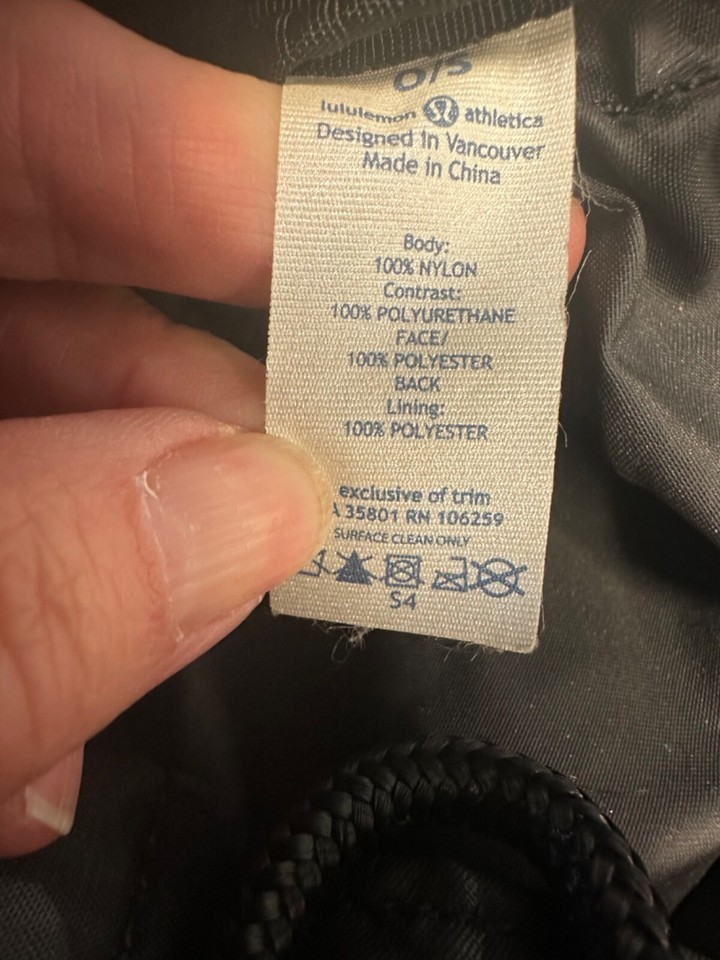 O/S
lululemon athletica
Designed in Vancouver
Made in China
Body:
100% NYLON
Contrast:
100% POLYURETHANE
FACE/
100% POLYESTER
BACK
Lining:
100% POLYESTER
exclusive of trim
A 35801 RN 106259
SURFACE CLEAN ONLY
S4